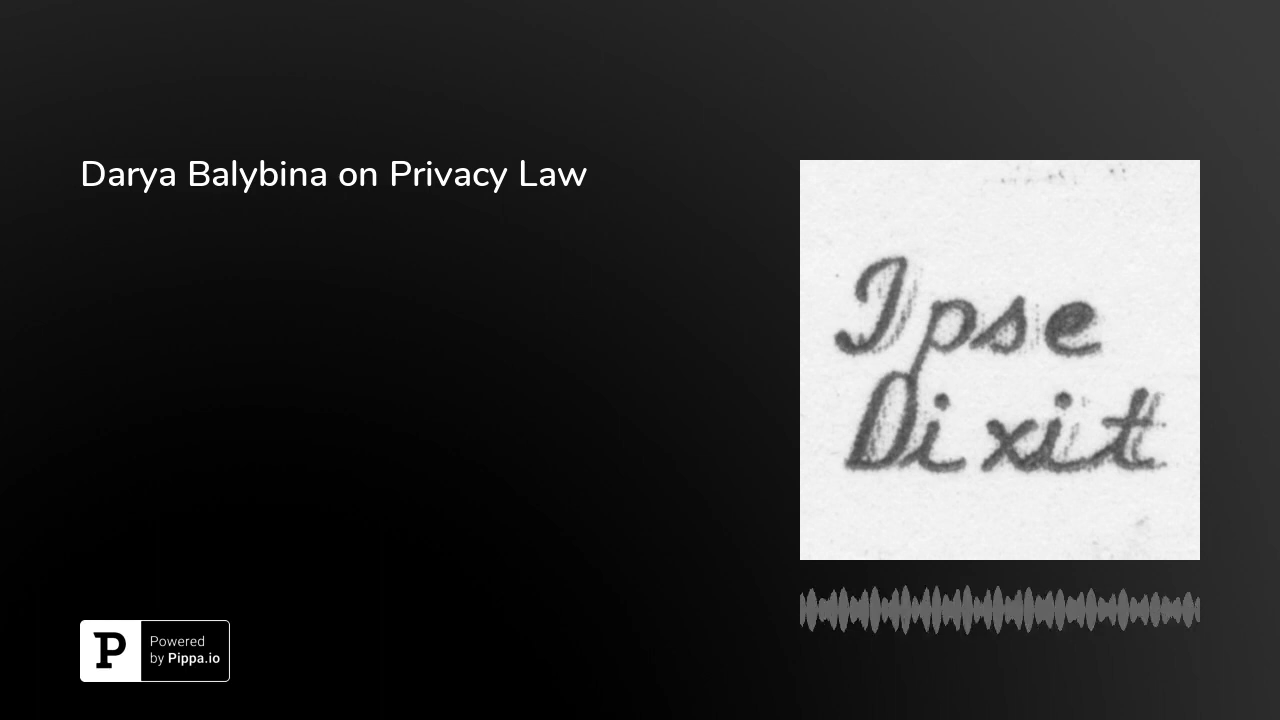 Darya Balybina on Privacy Law
Ipse
Dixit
P
Powered
by Pippa.io